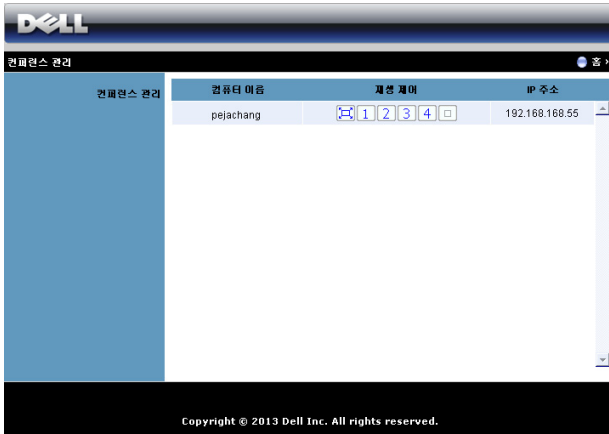 DELL
컨퍼런스 관리 홈
컨퍼런스 관리
컴퓨터 이름 재생 제어 IP 주소
pejachang 1 2 3 4 192.168.168.55
Copyright © 2013 Dell Inc. All rights reserved.